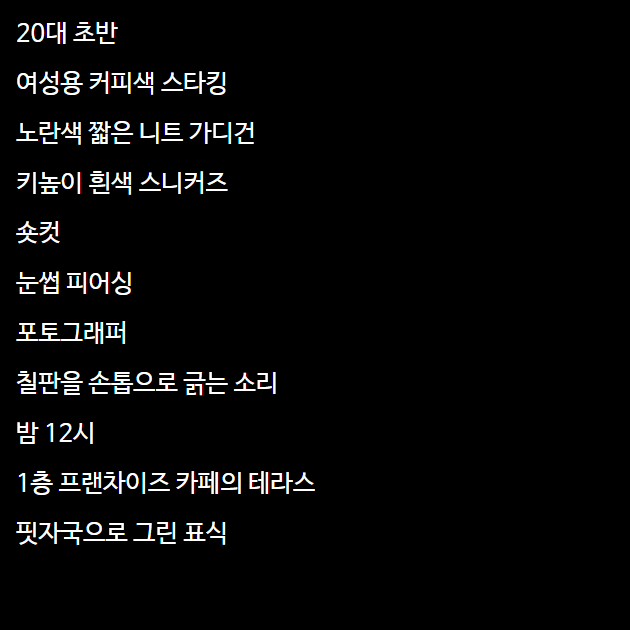 20대 초반
여성용 커피색 스타킹
노란색 짧은 니트 가디건
키높이 흰색 스니커즈
숏컷
눈썹 피어싱
포토그래퍼
칠판을 손톱으로 긁는 소리
밤 12시
1층 프랜차이즈 카페의 테라스
핏자국으로 그린 표식